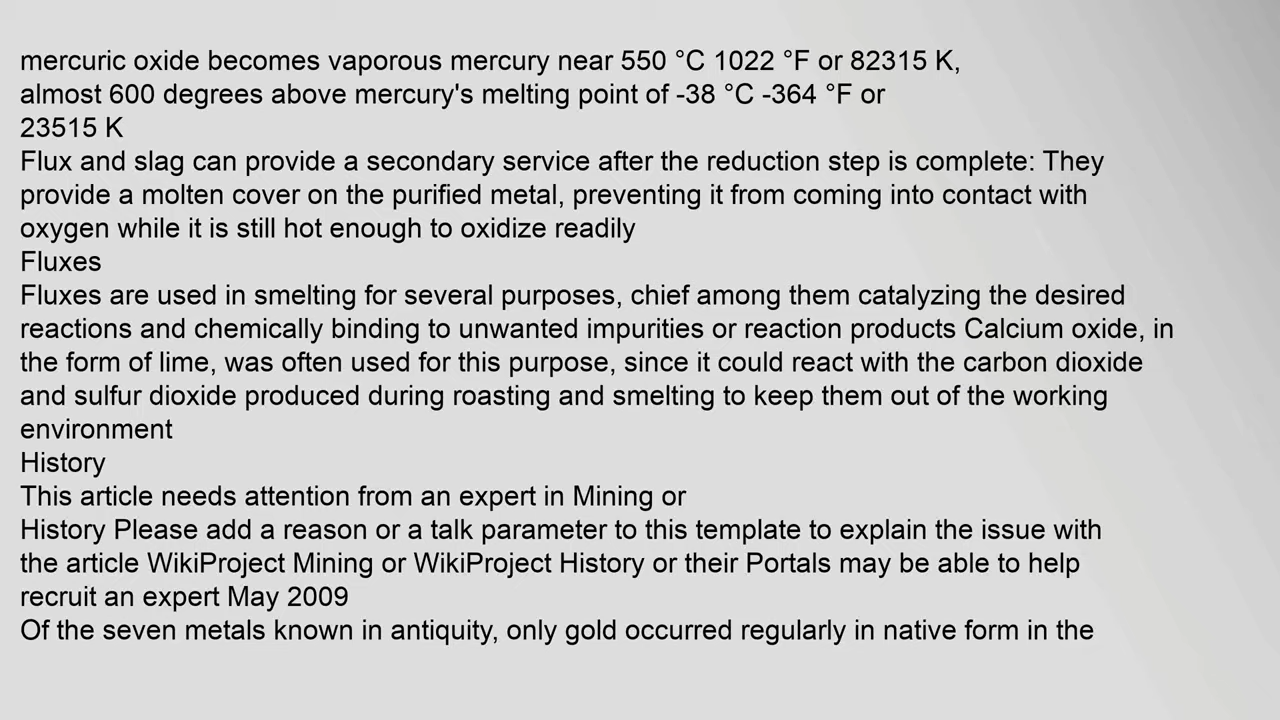 mercuric oxide becomes vaporous mercury near 550 °C 1022 °F or 82315 K,
almost 600 degrees above mercury's melting point of -38 °C -364 °F or
23515 K
Flux and slag can provide a secondary service after the reduction step is complete: They
provide a molten cover on the purified metal, preventing it from coming into contact with
oxygen while it is still hot enough to oxidize readily
Fluxes
Fluxes are used in smelting for several purposes, chief among them catalyzing the desired
reactions and chemically binding to unwanted impurities or reaction products Calcium oxide, in
the form of lime, was often used for this purpose, since it could react with the carbon dioxide
and sulfur dioxide produced during roasting and smelting to keep them out of the working
environment
History
This article needs attention from an expert in Mining or
History Please add a reason or a talk parameter to this template to explain the issue with
the article WikiProject Mining or WikiProject History or their Portals may be able to help
recruit an expert May 2009
Of the seven metals known in antiquity, only gold occurred regularly in native form in the